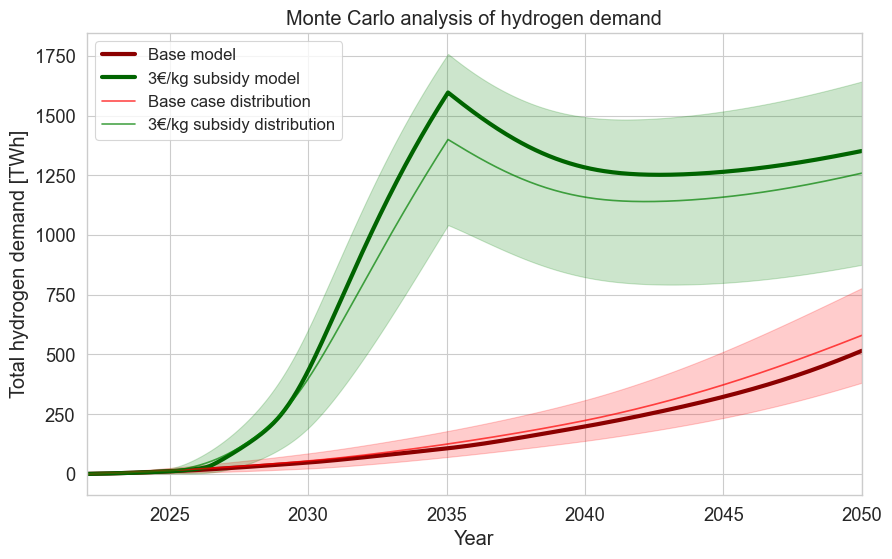 Monte Carlo analysis of hydrogen demand
Base model
3€/kg subsidy model
Base case distribution
3€/kg subsidy distribution
Total hydrogen demand [TWh]
1750
1500
1250
1000
750
500
250
0
2025
2030
2035
2040
2045
2050
Year